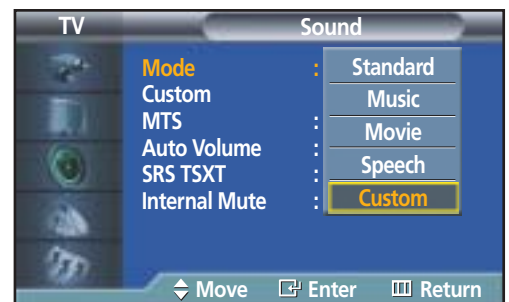 TV Sound
Mode : Standard
Custom Music
MTS : Movie
Auto Volume :
SRS TSXT : Speech
Internal Mute : Custom
Move Enter Return